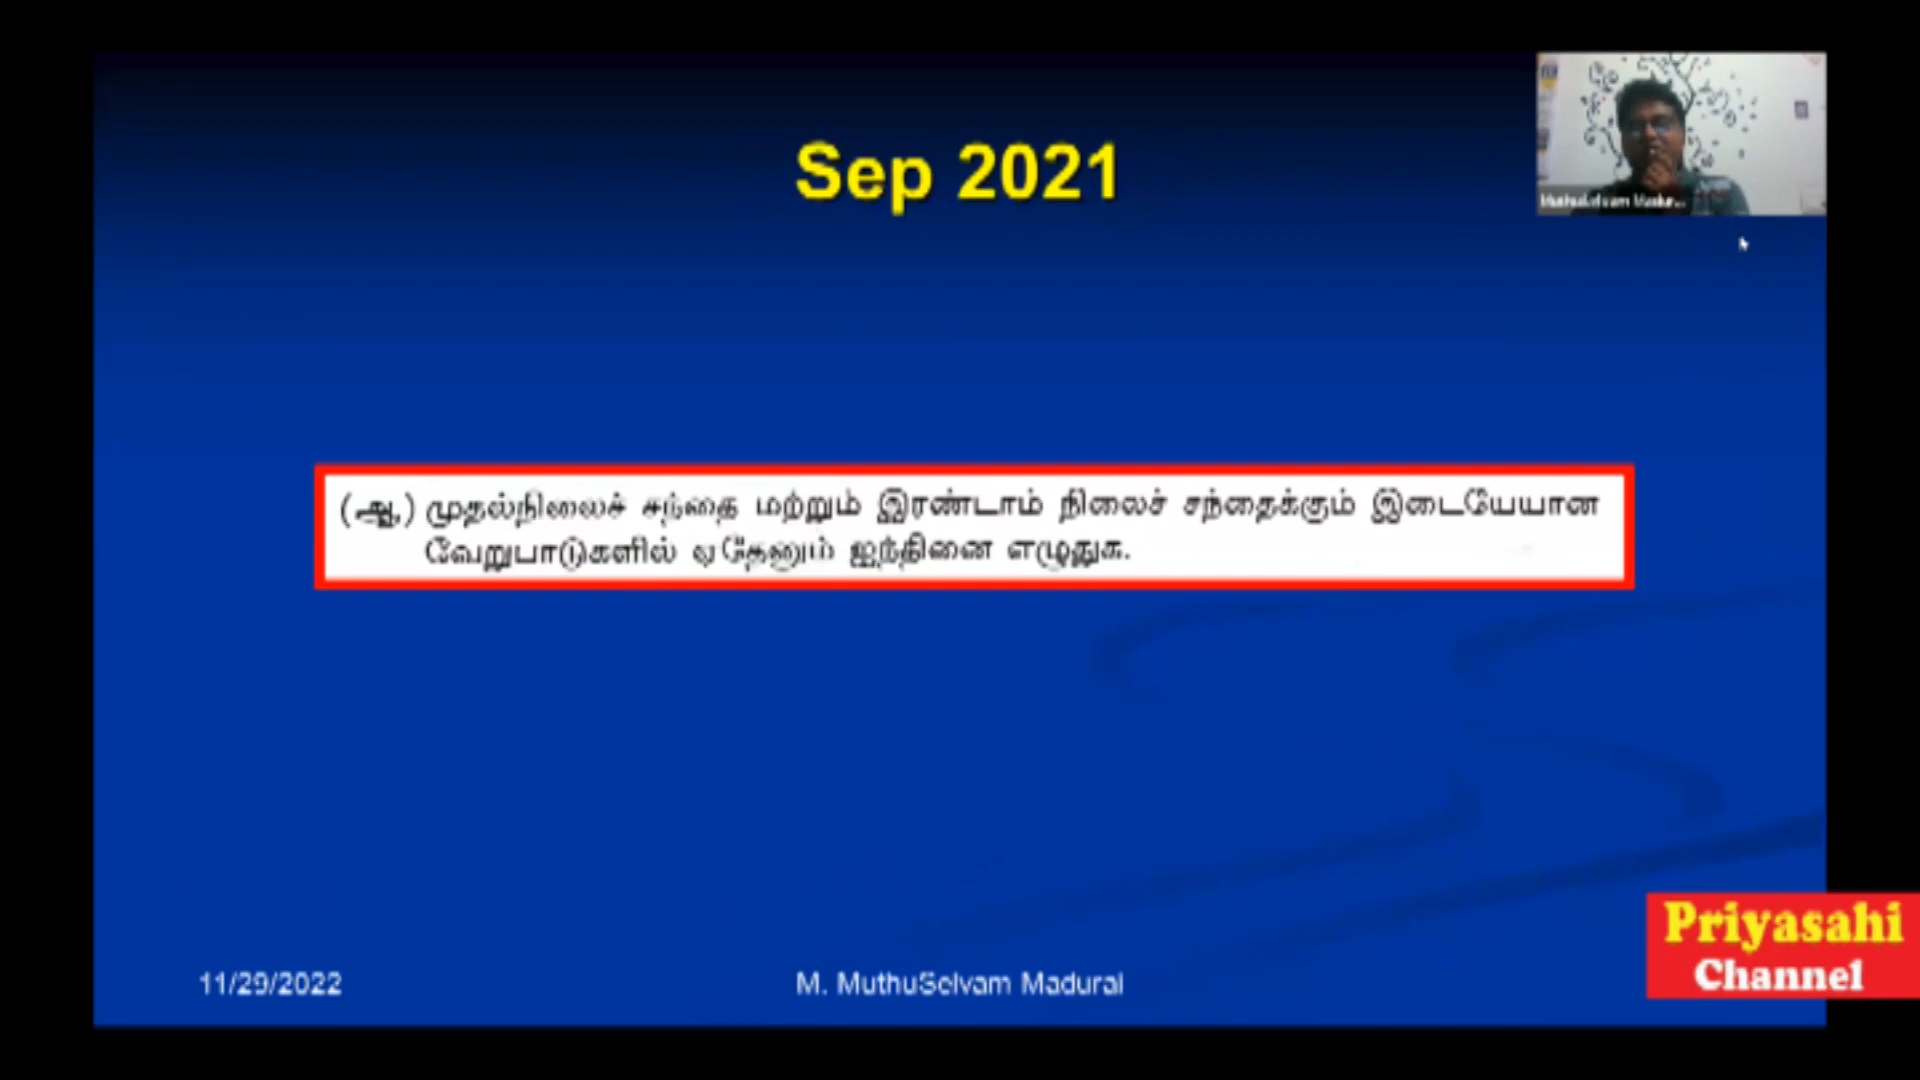 Sep 2021
(ஆ) முதல்நிலைச் சந்தை மற்றும் இரண்டாம் நிலைச் சந்தைக்கும் இடையேயான
வேறுபாடுகளில் ஏதேனும் ஐந்தினை எழுதுக.
11/29/2022
M. MuthuSelvam Madurai
Priyasahi
Channel